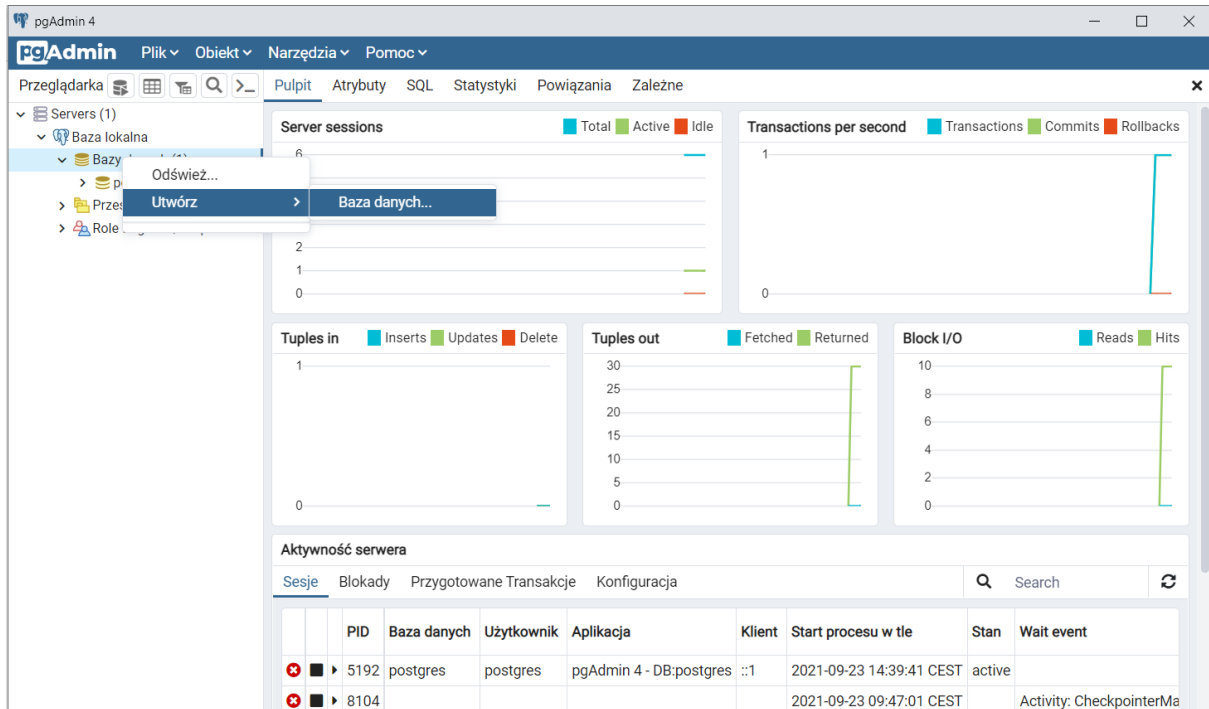 pgAdmin 4
pgAdmin Plik Obiekt Narzędzia Pomoc
Przeglądarka Pulpit Atrybuty SQL Statystyki Powiązania Zależne
Servers (1)
Baza lokalna
Bazy
Odśwież...
Utwórz
Baza danych...
Role
Server sessions Total Active Idle
6
2
1
0
Transactions per second Transactions Commits Rollbacks
1
0
Tuples in Inserts Updates Delete
1
0
Tuples out Fetched Returned
30
25
20
15
10
5
0
Block I/O Reads Hits
10
8
6
4
2
0
Aktywność serwera
Sesje Blokady Przygotowane Transakcje Konfiguracja Search
PID Baza danych Użytkownik Aplikacja Klient Start procesu w tle Stan Wait event
5192 postgres postgres pgAdmin 4 - DB:postgres ::1 2021-09-23 14:39:41 CEST active
8104 2021-09-23 09:47:01 CEST Activity: CheckpointerMa